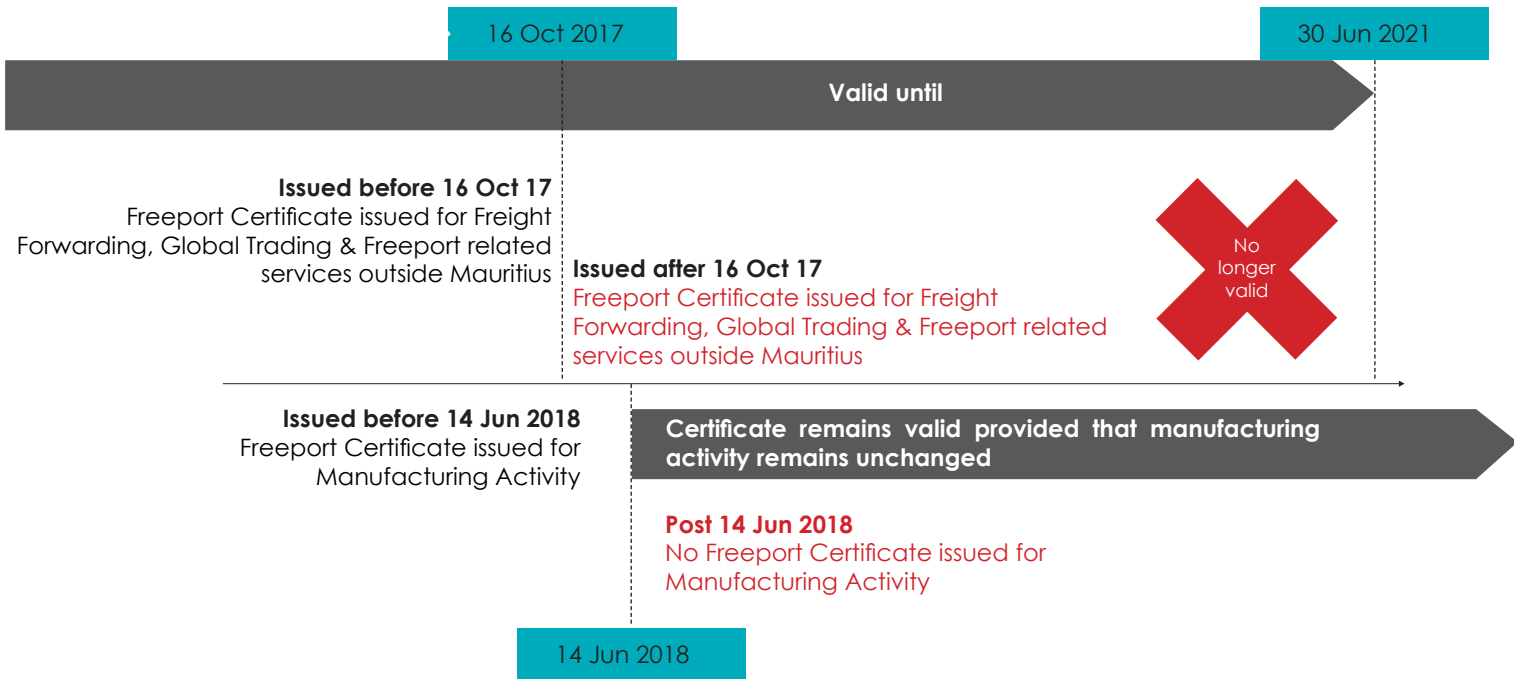 16 Oct 2017
30 Jun 2021
Valid until
Issued before 16 Oct 17
Freeport Certificate issued for Freight
Forwarding, Global Trading & Freeport related
services outside Mauritius
Issued after 16 Oct 17
Freeport Certificate issued for Freight
Forwarding, Global Trading & Freeport related
services outside Mauritius
No
longer
valid
Issued before 14 Jun 2018
Freeport Certificate issued for
Manufacturing Activity
Certificate remains valid provided that manufacturing
activity remains unchanged
Post 14 Jun 2018
No Freeport Certificate issued for
Manufacturing Activity
14 Jun 2018